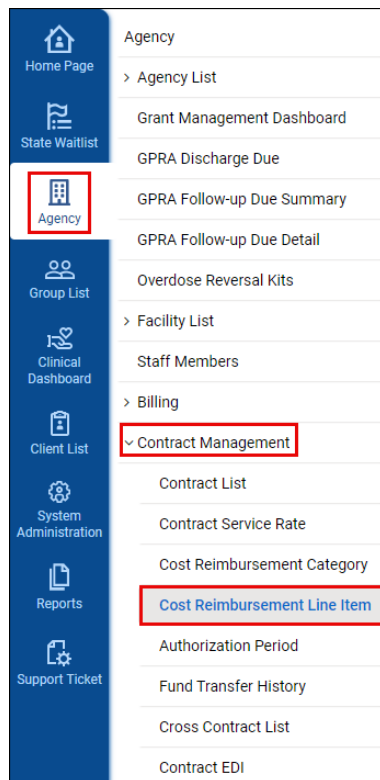 Home Page
State Waitlist
Agency
Group List
Clinical
Dashboard
Client List
System
Administration
Reports
Support Ticket
Agency
> Agency List
Grant Management Dashboard
GPRA Discharge Due
GPRA Follow-up Due Summary
GPRA Follow-up Due Detail
Overdose Reversal Kits
> Facility List
Staff Members
> Billing
Contract Management
Contract List
Contract Service Rate
Cost Reimbursement Category
Cost Reimbursement Line Item
Authorization Period
Fund Transfer History
Cross Contract List
Contract EDI